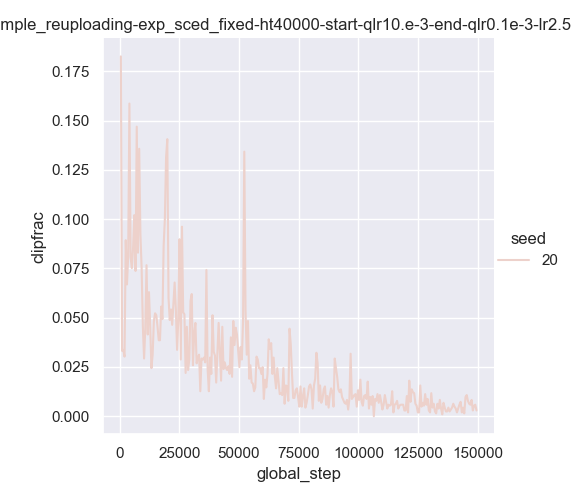 mple_reuploading-exp_sced_fixed-ht40000-start-qlr10.e-3-end-qlr0.1e-3-lr2.5
0.175
0.150
0.125
0.100
0.075
0.050
0.025
0.000
dipfrac
0 25000 50000 75000 100000 125000 150000
global_step
seed
20